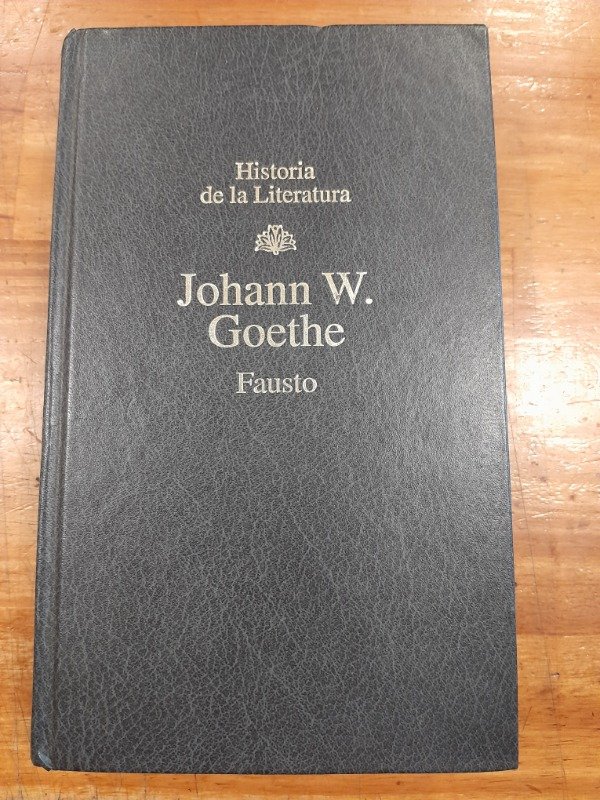 Historia
de la Literatura
Johann W.
Goethe
Fausto